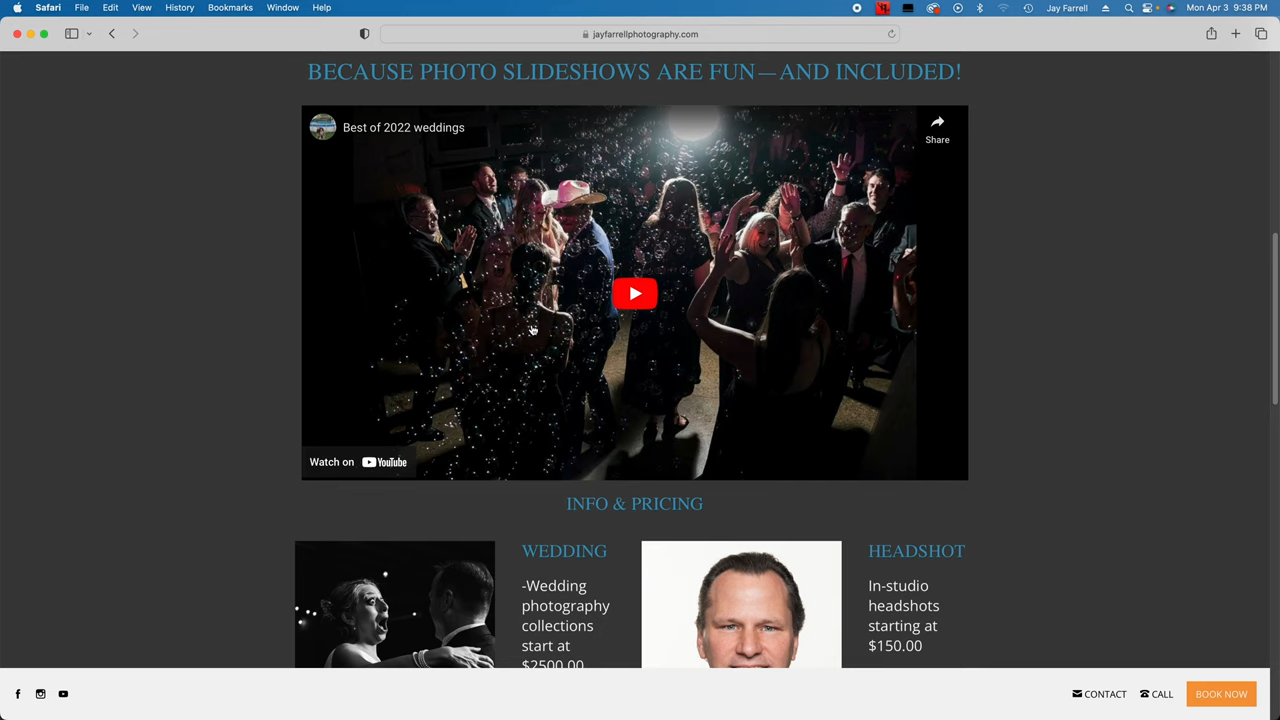 Safari File Edit View History Bookmarks Window Help Jay Farrell Mon Apr 3 9:38 PM
jayfarrellphotography.com
BECAUSE PHOTO SLIDESHOWS ARE FUN—AND INCLUDED!
Best of 2022 weddings
Share
Watch on YouTube
INFO & PRICING
WEDDING
-Wedding
photography
collections
start at
$2500.00
HEADSHOT
In-studio
headshots
starting at
$150.00
CONTACT CALL BOOK NOW